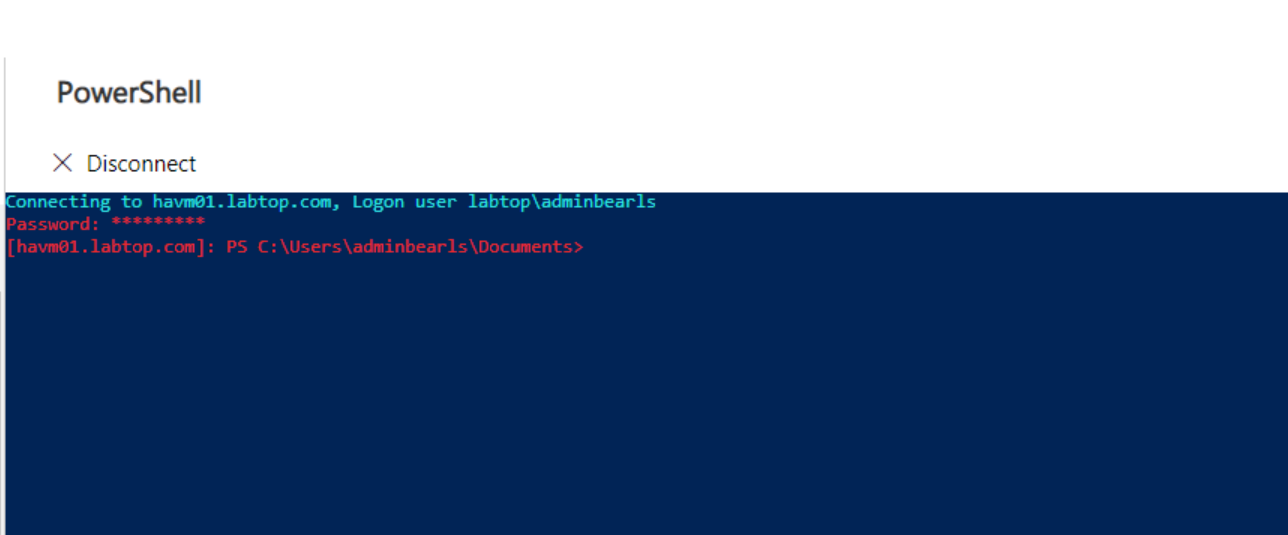 PowerShell
Disconnect
Connecting to havm01.labtop.com, Logon user labtop\adminbearls
Password: *********
[havm01.labtop.com]: PS C:\Users\adminbearls\Documents>